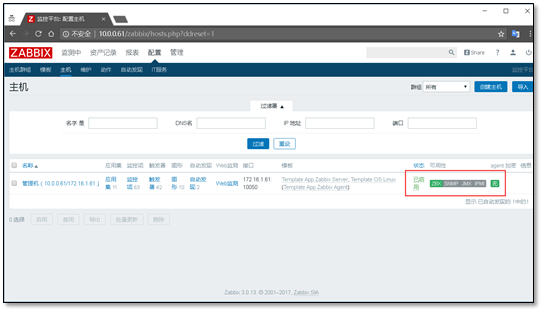 监控平台: 配置主机
不安全 | 10.0.0.61/zabbix/hosts.php?ddreset=1
ZABBIX 监测中 资产记录 报表 配置 管理 Share
主机群组 模板 主机 维护 动作 自动发现 IT服务 监控平台
主机 群组 所有 创建主机 导入
过滤器 ▲
名字 是 DNS名 IP 地址 端口
过滤 重设
名称 ▲ 应用集 监控项 触发器 图形 自动发现 Web监测 接口 模板 状态 可用性 agent 加密 信息
管理机 ( 10.0.0.61/172.16.1.61 ) 应用集 11 监控项 63 触发器 42 图形 10 自动发现 2 Web监测 172.16.1.61: 10050 Template App Zabbix Server, Template OS Linux (Template App Zabbix Agent) 已启用 ZBX SNMP JMX IPMI 无
显示 已自动发现的 1中的1
0 选择 启用 禁用 导出 批量更新 删除
Zabbix 3.0.13. © 2001–2017, Zabbix SIA